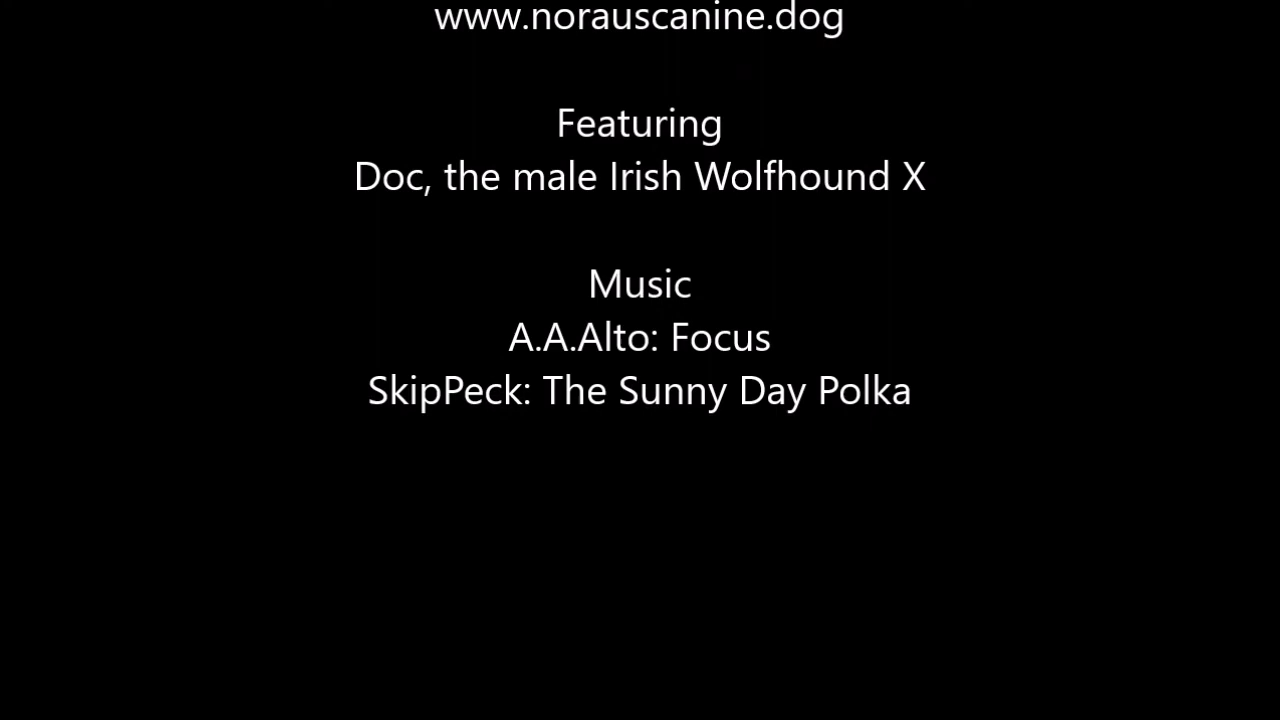 www.norauscanine.dog
Featuring
Doc, the male Irish Wolfhound X
Music
A.A.Alto: Focus
SkipPeck: The Sunny Day Polka